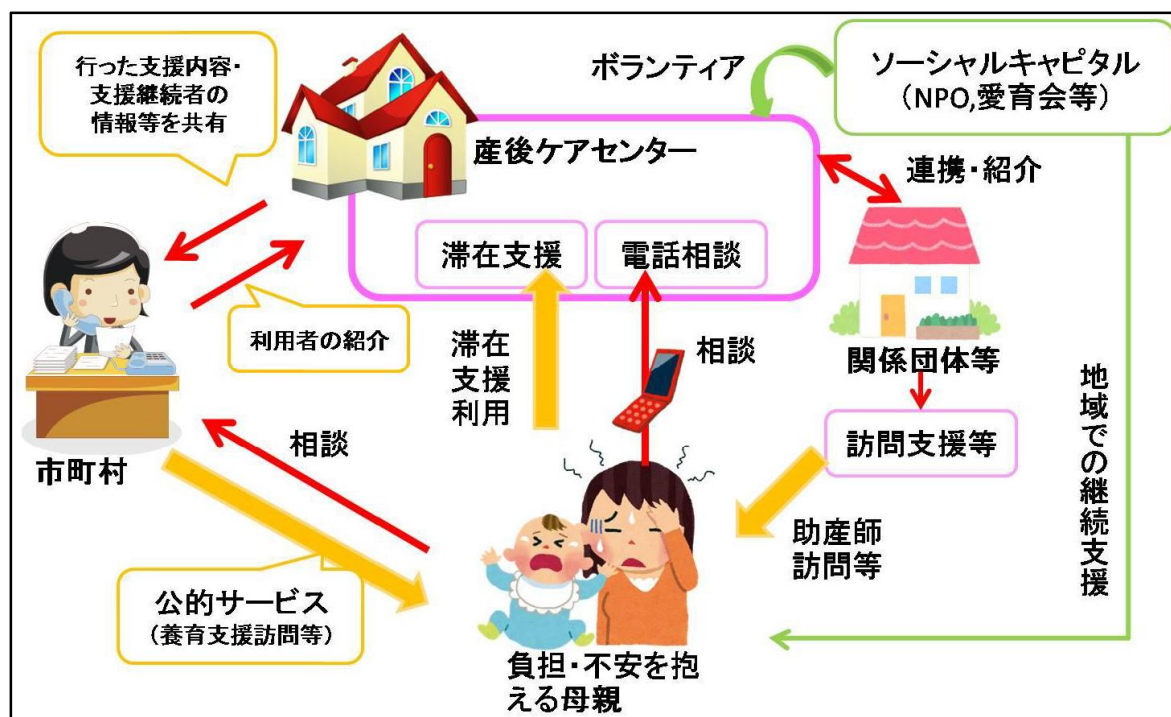 行った支援内容・
支援継続者の
情報等を共有
ボランティア
ソーシャルキャピタル
（NPO,愛育会等）
産後ケアセンター
連携・紹介
滞在支援
電話相談
利用者の紹介
滞在
支援
利用
相談
関係団体等
市町村
相談
訪問支援等
地域での継続支援
助産師
訪問等
公的サービス
（養育支援訪問等）
負担・不安を抱
える母親